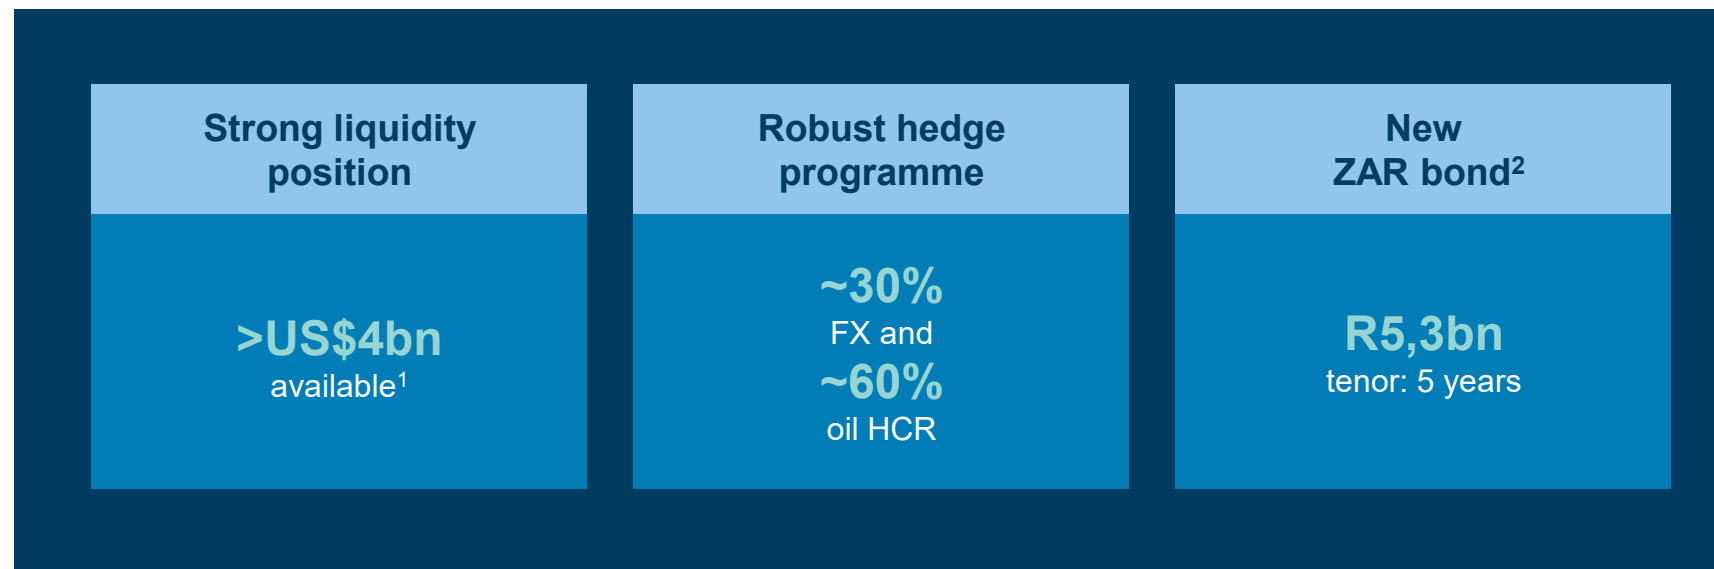 Strong liquidity
position
>US$4bn
available¹
Robust hedge
programme
~30%
FX and
~60%
oil HCR
New
ZAR bond²
R5,3bn
tenor: 5 years